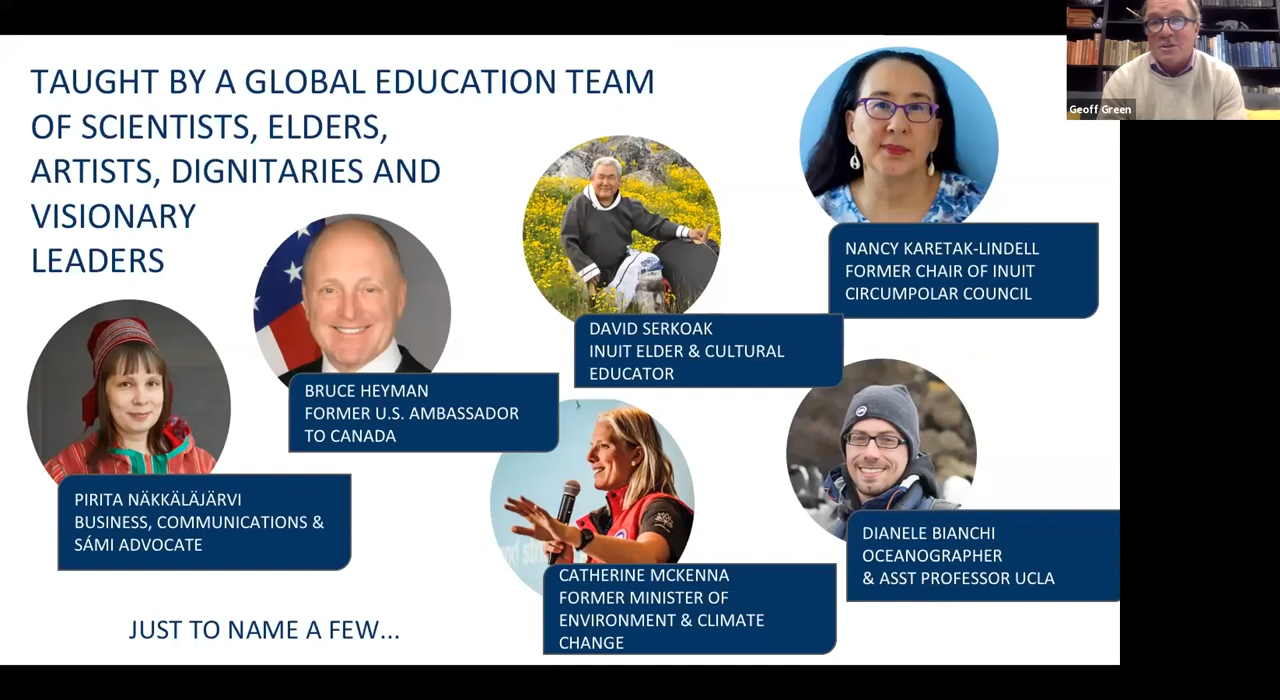 TAUGHT BY A GLOBAL EDUCATION TEAM
OF SCIENTISTS, ELDERS,
ARTISTS, DIGNITARIES AND
VISIONARY
LEADERS
Geoff Green
NANCY KARETAK-LINDELL
FORMER CHAIR OF INUIT
CIRCUMPOLAR COUNCIL
DAVID SERKOAK
INUIT ELDER & CULTURAL
EDUCATOR
BRUCE HEYMAN
FORMER U.S. AMBASSADOR
TO CANADA
PIRITA NÄKKÄLÄJÄRVI
BUSINESS, COMMUNICATIONS &
SÁMI ADVOCATE
CATHERINE MCKENNA
FORMER MINISTER OF
ENVIRONMENT & CLIMATE
CHANGE
DIANELE BIANCHI
OCEANOGRAPHER
& ASST PROFESSOR UCLA
JUST TO NAME A FEW...